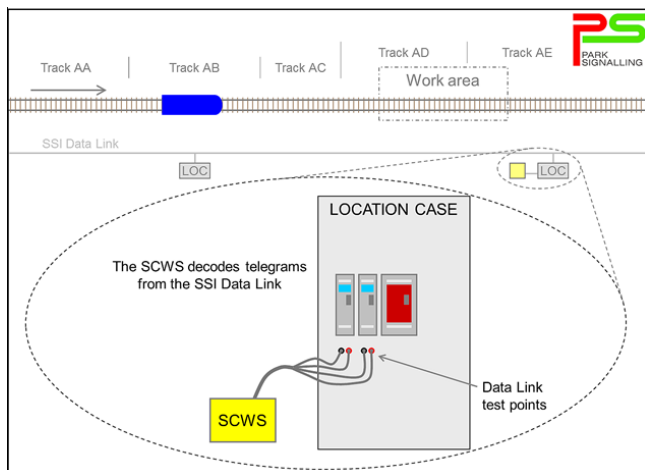 PS
PARK
SIGNALLING
Track AA
Track AB
Track AC
Track AD
Track AE
Work area
SSI Data Link
LOC
LOC
LOCATION CASE
The SCWS decodes telegrams
from the SSI Data Link
Data Link
test points
SCWS